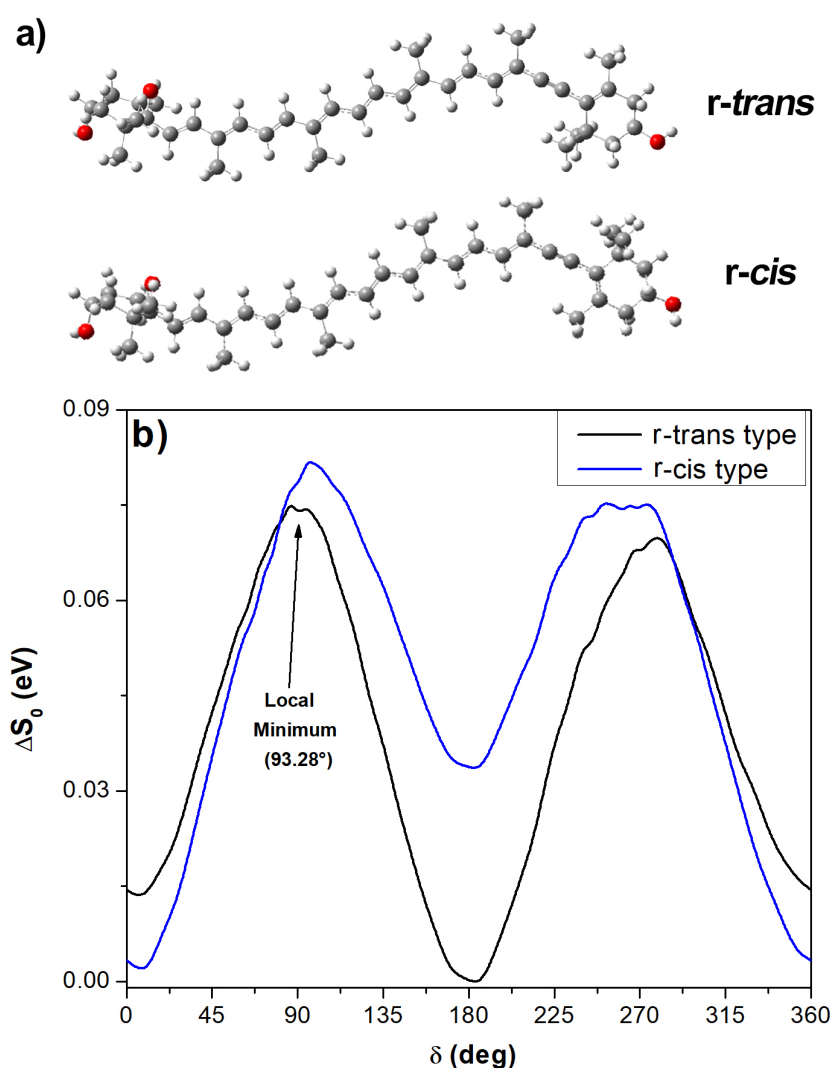 a)
r-trans
r-cis
b)
r-trans type
r-cis type
0.09
0.06
0.03
0.00
ΔS₀ (eV)
Local
Minimum
(93.28°)
0 45 90 135 180 225 270 315 360
δ (deg)